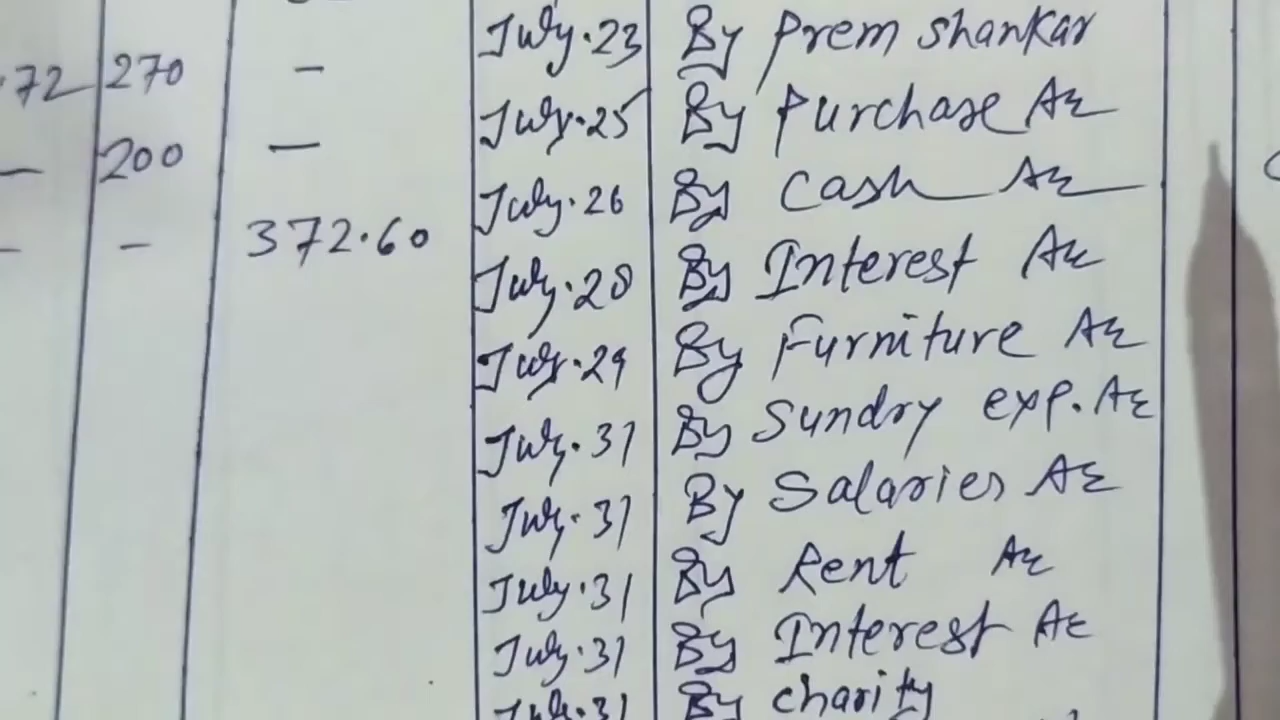 July.23 By Prem Shankar
.72 270 –
July.25 By Purchase A/c
– 200 –
July.26 By Cash A/c
– – 372.60
July.28 By Interest A/c
July.29 By Furniture A/c
July.31 By Sundry exp. A/c
July.31 By Salaries A/c
July.31 By Rent A/c
July.31 By Interest A/c
July.31 By charity